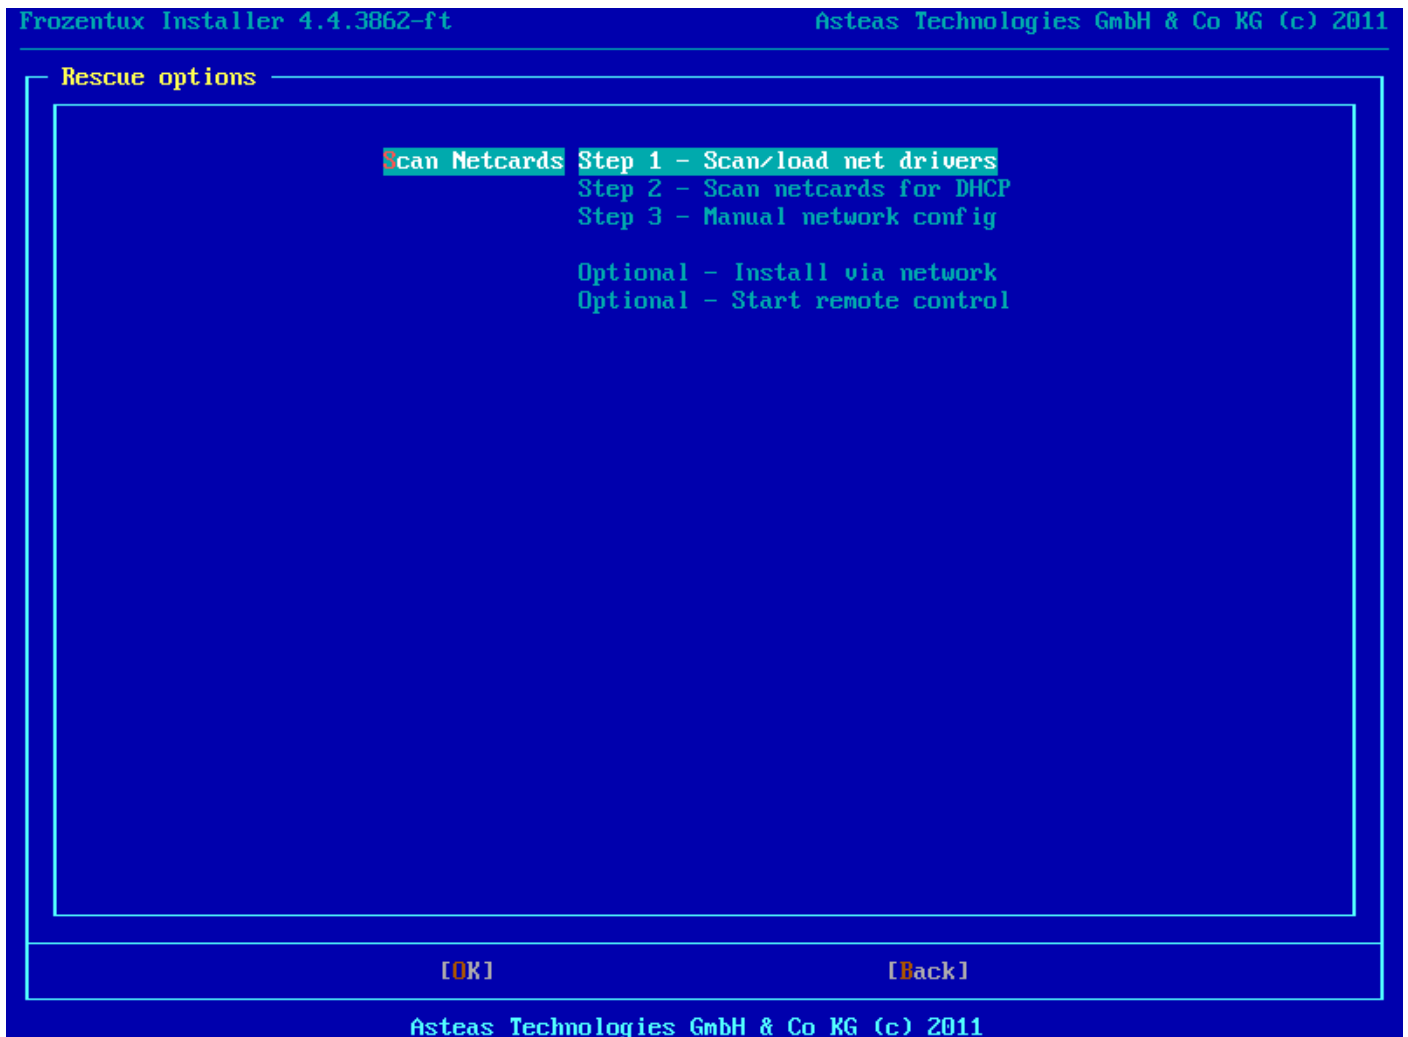 Frozentux Installer 4.4.3862-ft Asteas Technologies GmbH & Co KG (c) 2011
Rescue options
Scan Netcards Step 1 - Scan/load net drivers
Step 2 - Scan netcards for DHCP
Step 3 - Manual network config
Optional - Install via network
Optional - Start remote control
[OK] [Back]
Asteas Technologies GmbH & Co KG (c) 2011